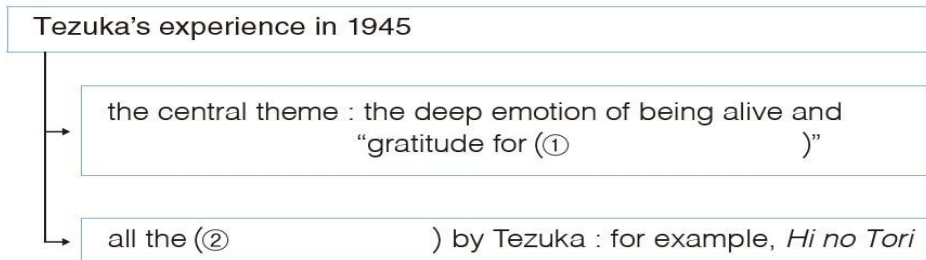 Tezuka's experience in 1945
the central theme : the deep emotion of being alive and
“gratitude for (① )”
all the (② ) by Tezuka : for example, Hi no Tori